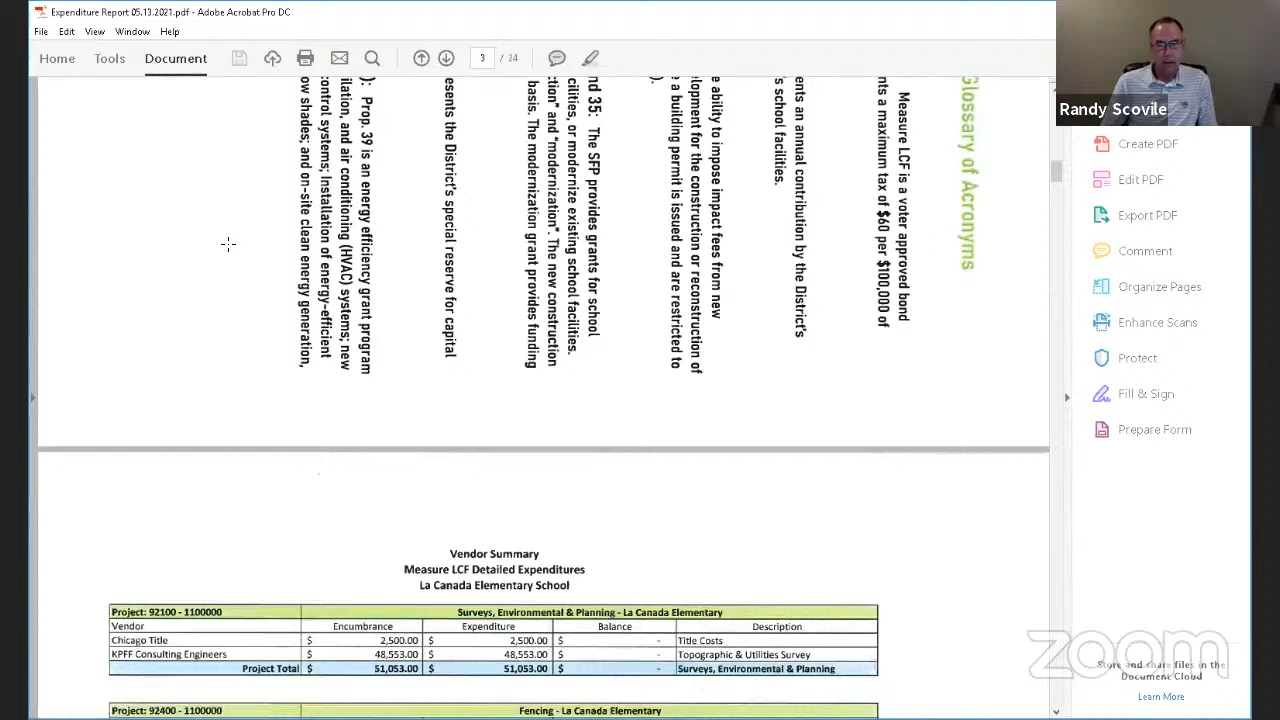 Expenditure Report 05.13.2021.pdf - Adobe Acrobat Pro DC
File Edit View Window Help
Home Tools Document 3 / 24
Randy Scovile
Glossary of Acronyms
Measure LCF is a voter approved bond
nts a maximum tax of $60 per $100,000 of
ents an annual contribution by the District's
's school facilities.
e ability to impose impact fees from new
elopment for the construction or reconstruction of
e a building permit is issued and are restricted to
).
nd 35: The SFP provides grants for school
cilities, or modernize existing school facilities.
ction" and "modernization". The new construction
basis. The modernization grant provides funding
esents the District's special reserve for capital
): Prop. 39 is an energy efficiency grant program
ilation, and air conditioning (HVAC) systems; new
control systems; Installation of energy-efficient
ow shades; and on-site clean energy generation,
Create PDF
Edit PDF
Export PDF
Comment
Organize Pages
Enhance Scans
Protect
Fill & Sign
Prepare Form
Vendor Summary
Measure LCF Detailed Expenditures
La Canada Elementary School
Project: 92100 - 1100000 Surveys, Environmental & Planning - La Canada Elementary
Vendor Encumbrance Expenditure Balance Description
Chicago Title $ 2,500.00 $ 2,500.00 $ - Title Costs
KPFF Consulting Engineers $ 48,553.00 $ 48,553.00 $ - Topographic & Utilities Survey
Project Total $ 51,053.00 $ 51,053.00 $ - Surveys, Environmental & Planning
Project: 92400 - 1100000 Fencing - La Canada Elementary
zoom
Store and share files in the
Document Cloud
Learn More